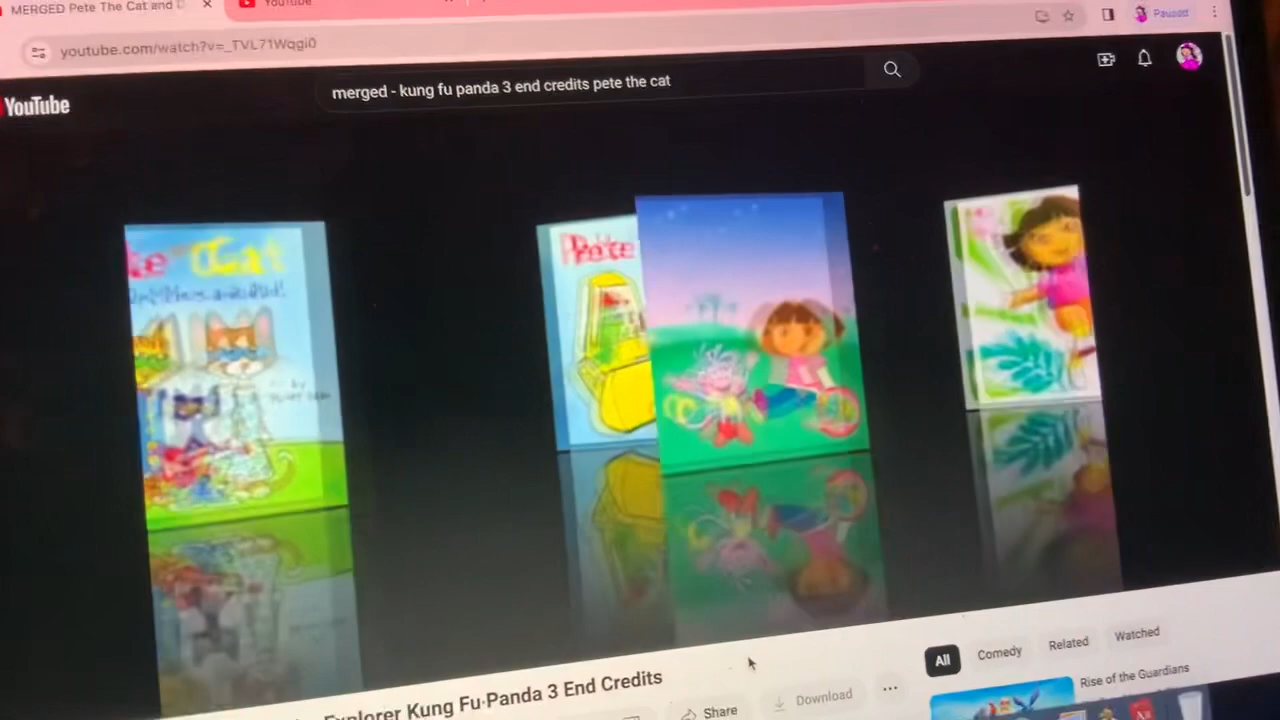 MERGED Pete The Cat and D
YouTube
Paused
youtube.com/watch?v=_TVL71Wqgi0
YouTube
merged - kung fu panda 3 end credits pete the cat
Cat
Pete
Explorer Kung Fu Panda 3 End Credits
Share
Download
All
Comedy
Related
Watched
Rise of the Guardians